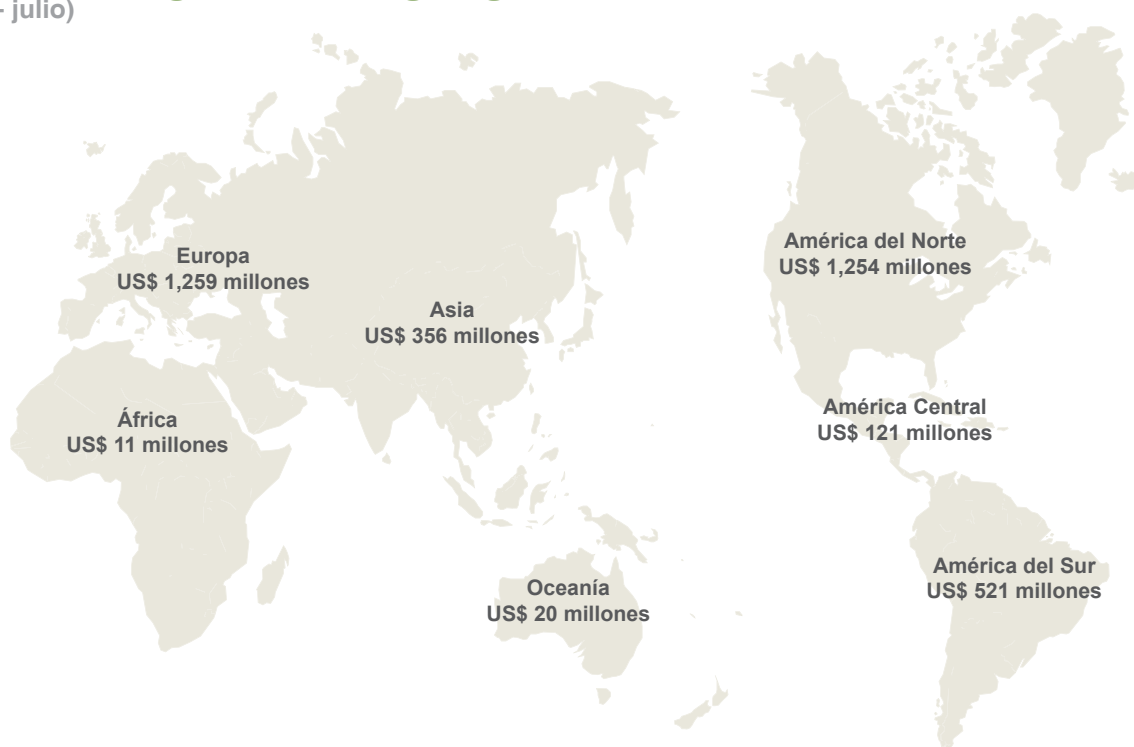 - julio)
Europa
US$ 1,259 millones
Asia
US$ 356 millones
África
US$ 11 millones
Oceanía
US$ 20 millones
América del Norte
US$ 1,254 millones
América Central
US$ 121 millones
América del Sur
US$ 521 millones